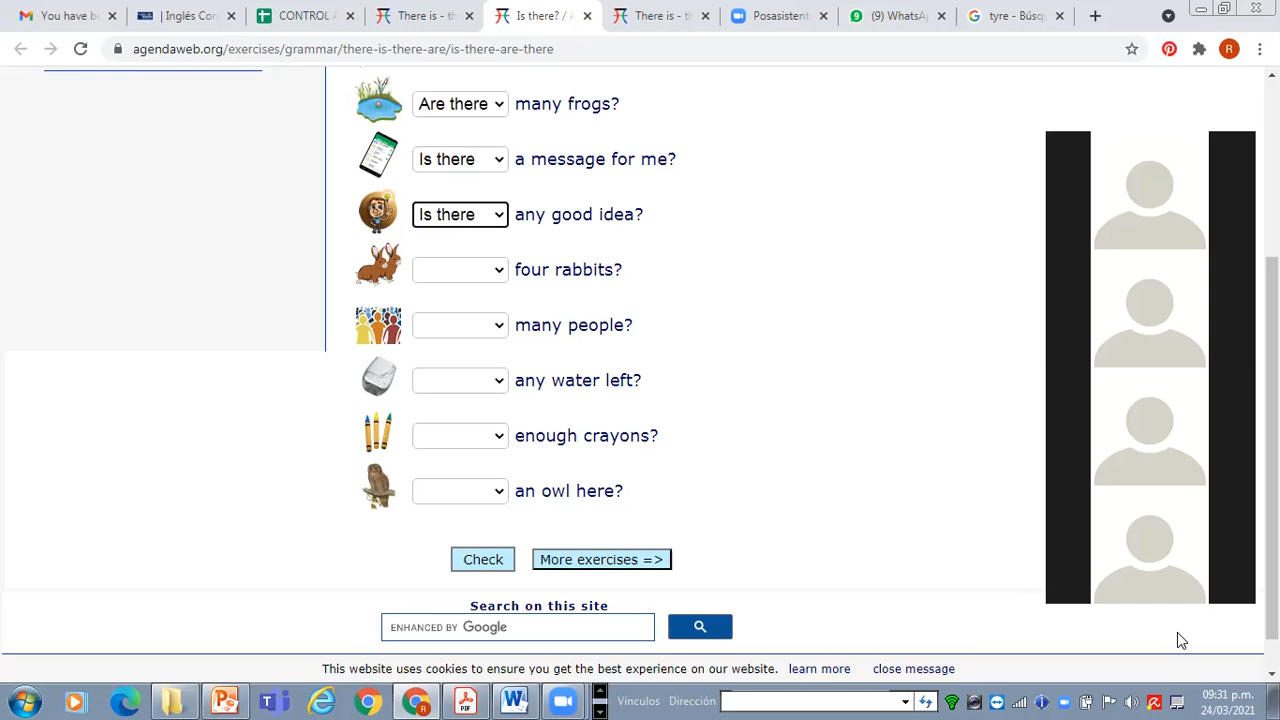 You have be
| Inglés Cor
CONTROL A
There is - th
Is there? / A
There is - th
Posasistent
(9) WhatsA
tyre - Búsq
agendaweb.org/exercises/grammar/there-is-there-are/is-there-are-there
R
Are there many frogs?
Is there a message for me?
Is there any good idea?
four rabbits?
many people?
any water left?
enough crayons?
an owl here?
Check More exercises =>
Search on this site
ENHANCED BY Google
This website uses cookies to ensure you get the best experience on our website. learn more close message
Vínculos Dirección
09:31 p.m.
24/03/2021